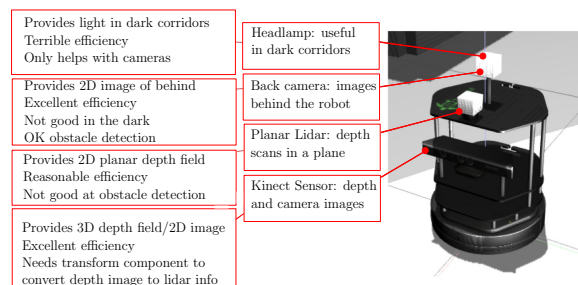 Provides light in dark corridors
Terrible efficiency
Only helps with cameras
Headlamp: useful
in dark corridors
Provides 2D image of behind
Excellent efficiency
Not good in the dark
OK obstacle detection
Back camera: images
behind the robot
Planar Lidar: depth
scans in a plane
Provides 2D planar depth field
Reasonable efficiency
Not good at obstacle detection
Kinect Sensor: depth
and camera images
Provides 3D depth field/2D image
Excellent efficiency
Needs transform component to
convert depth image to lidar info